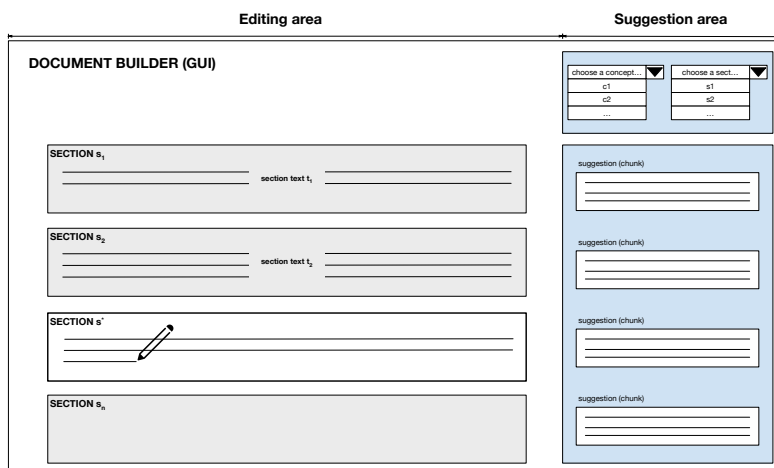 Editing area
Suggestion area
DOCUMENT BUILDER (GUI)
choose a concept...
c1
c2
...
choose a sect...
s1
s2
...
SECTION s₁
section text t₁
SECTION s₂
section text t₂
SECTION s*
SECTION sₙ
suggestion (chunk)
suggestion (chunk)
suggestion (chunk)
suggestion (chunk)